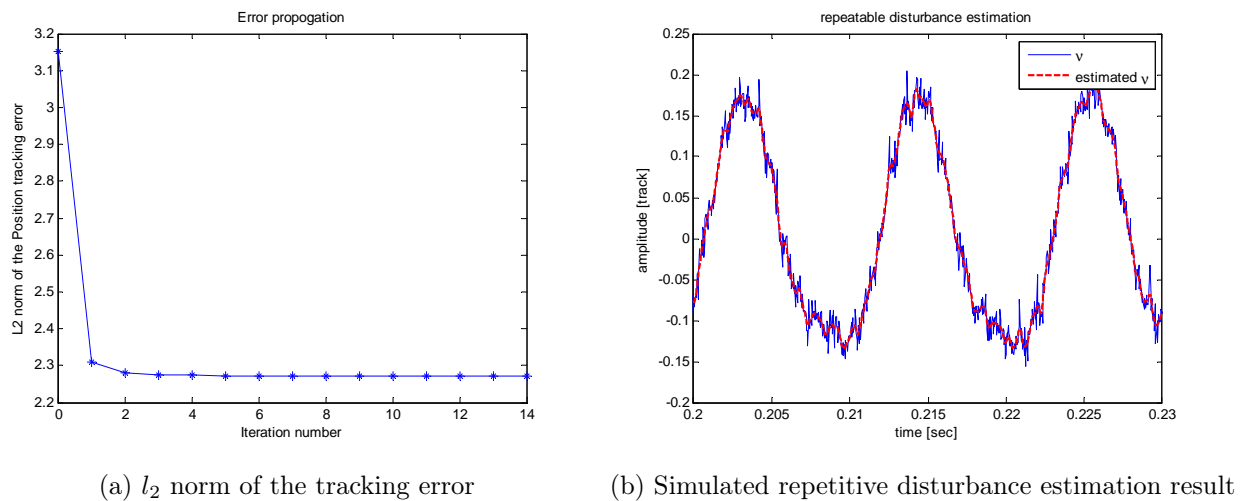 Error propogation
3.2
3.1
3
2.9
2.8
2.7
2.6
2.5
2.4
2.3
2.2
L2 norm of the Position tracking error
0 2 4 6 8 10 12 14
Iteration number
(a) l2 norm of the tracking error
repeatable disturbance estimation
ν
estimated ν
0.25
0.2
0.15
0.1
0.05
0
-0.05
-0.1
-0.15
-0.2
amplitude [track]
0.2 0.205 0.21 0.215 0.22 0.225 0.23
time [sec]
(b) Simulated repetitive disturbance estimation result